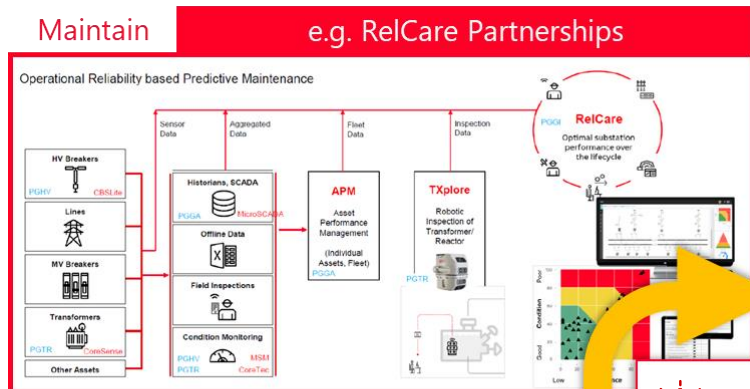 Maintain
e.g. RelCare Partnerships
Operational Reliability based Predictive Maintenance
Sensor
Data
Aggregated
Data
Fleet
Data
Inspection
Data
HV Breakers
PGHV
CBSLite
Lines
MV Breakers
Transformers
PGTR
CoreSense
Other Assets
Historians, SCADA
PGGA
MicroSCADA
Offline Data
Field Inspections
Condition Monitoring
PGHV
MSM
PGTR
CoreTec
APM
Asset
Performance
Management
(Individual
Assets, Fleet)
PGGA
TXplore
Robotic
Inspection of
Transformer/
Reactor
PGTR
PGGI
RelCare
Optimal substation
performance over
the lifecycle
Poor
Condition
Good
Low